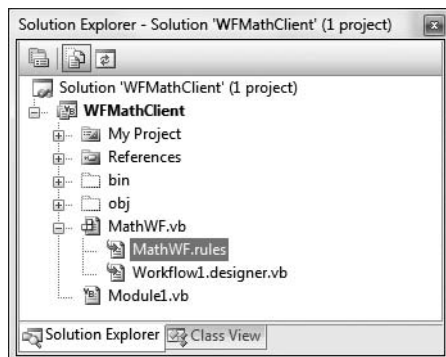 Solution Explorer - Solution 'WFMathClient' (1 project)
Solution 'WFMathClient' (1 project)
WFMathClient
My Project
References
bin
obj
MathWF.vb
MathWF.rules
Workflow1.designer.vb
Module1.vb
Solution Explorer Class View